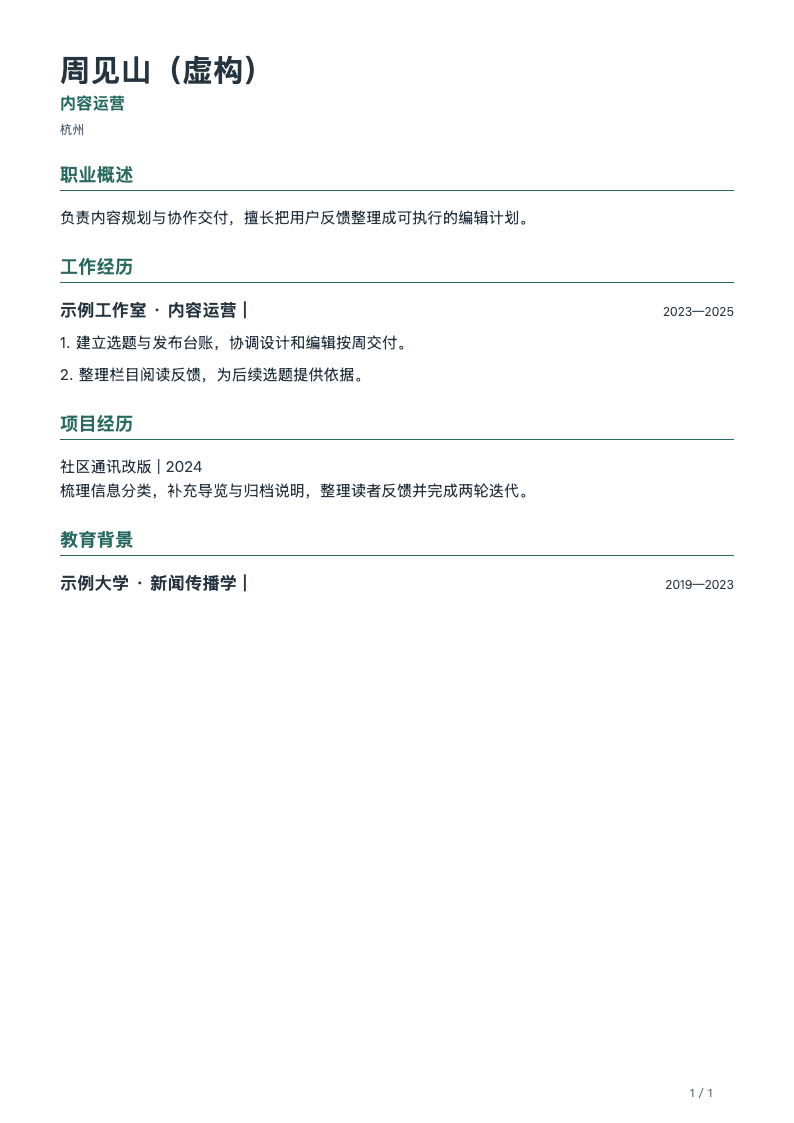 周见山（虚构）
内容运营
杭州
职业概述
负责内容规划与协作交付，擅长把用户反馈整理成可执行的编辑计划。
工作经历
示例工作室 · 内容运营 | 2023—2025
1. 建立选题与发布台账，协调设计和编辑按周交付。
2. 整理栏目阅读反馈，为后续选题提供依据。
项目经历
社区通讯改版 | 2024
梳理信息分类，补充导览与归档说明，整理读者反馈并完成两轮迭代。
教育背景
示例大学 · 新闻传播学 | 2019—2023
1 / 1